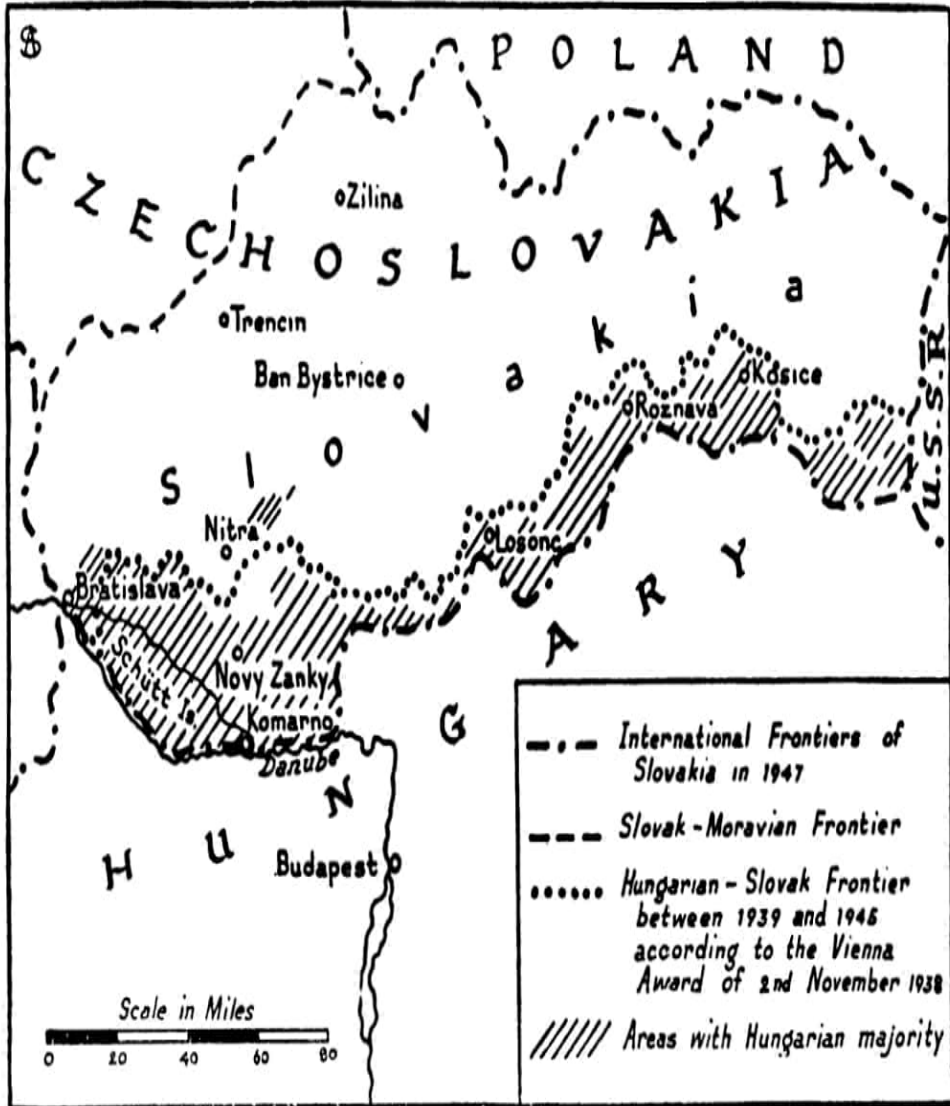 POLAND
CZECHOSLOVAKIA
Zilina
Trencin
Ban Bystrice
Slovakia
Kosice
Roznava
U.S.S.R.
Nitra
Losonc
Bratislava
Schütt Is.
Novy Zanky
Komarno
Danube
HUNGARY
Budapest
International Frontiers of
Slovakia in 1947
Slovak-Moravian Frontier
Hungarian-Slovak Frontier
between 1939 and 1945
according to the Vienna
Award of 2nd November 1938
Areas with Hungarian majority
Scale in Miles
0 20 40 60 80